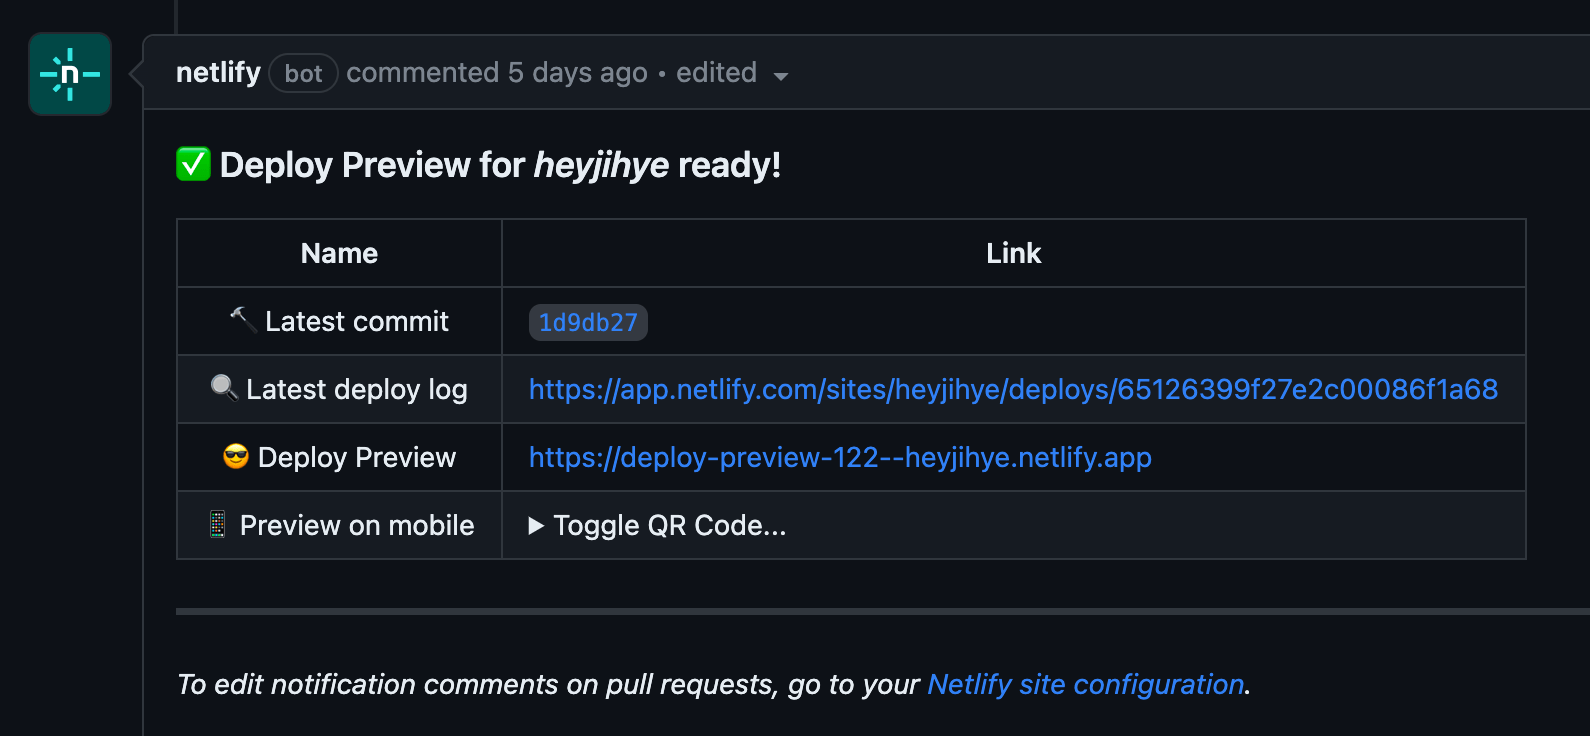 n
netlify bot commented 5 days ago • edited
✅ Deploy Preview for heyjihye ready!
Name Link
🔨 Latest commit 1d9db27
🔍 Latest deploy log https://app.netlify.com/sites/heyjihye/deploys/65126399f27e2c00086f1a68
😎 Deploy Preview https://deploy-preview-122--heyjihye.netlify.app
📱 Preview on mobile ▶ Toggle QR Code...
To edit notification comments on pull requests, go to your Netlify site configuration.